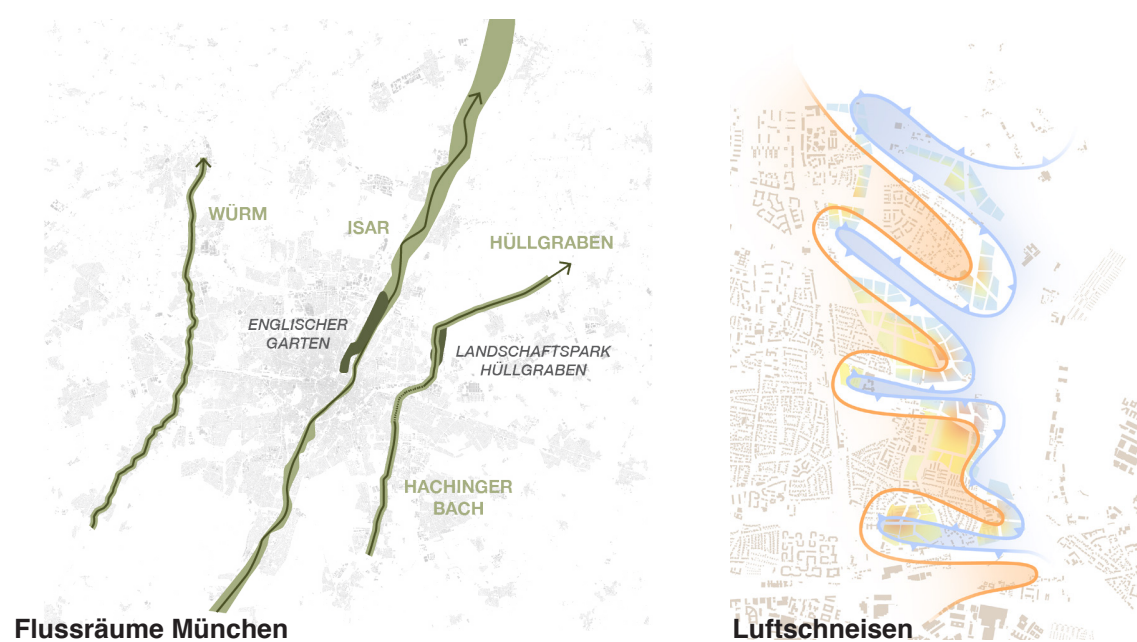 WÜRM
ISAR
HÜLLGRABEN
ENGLISCHER
GARTEN
LANDSCHAFTSPARK
HÜLLGRABEN
HACHINGER
BACH
Flussräume München
Luftschneisen